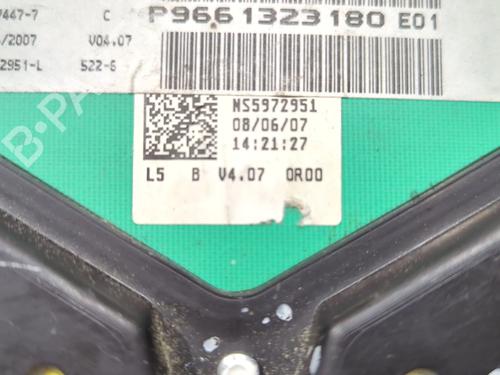 7447-7 C P9661323180 E01
/2007 V04.07
2951-L 522-6
NS5972951
08/06/07
14:21:27
L5 B V4.07 0R00